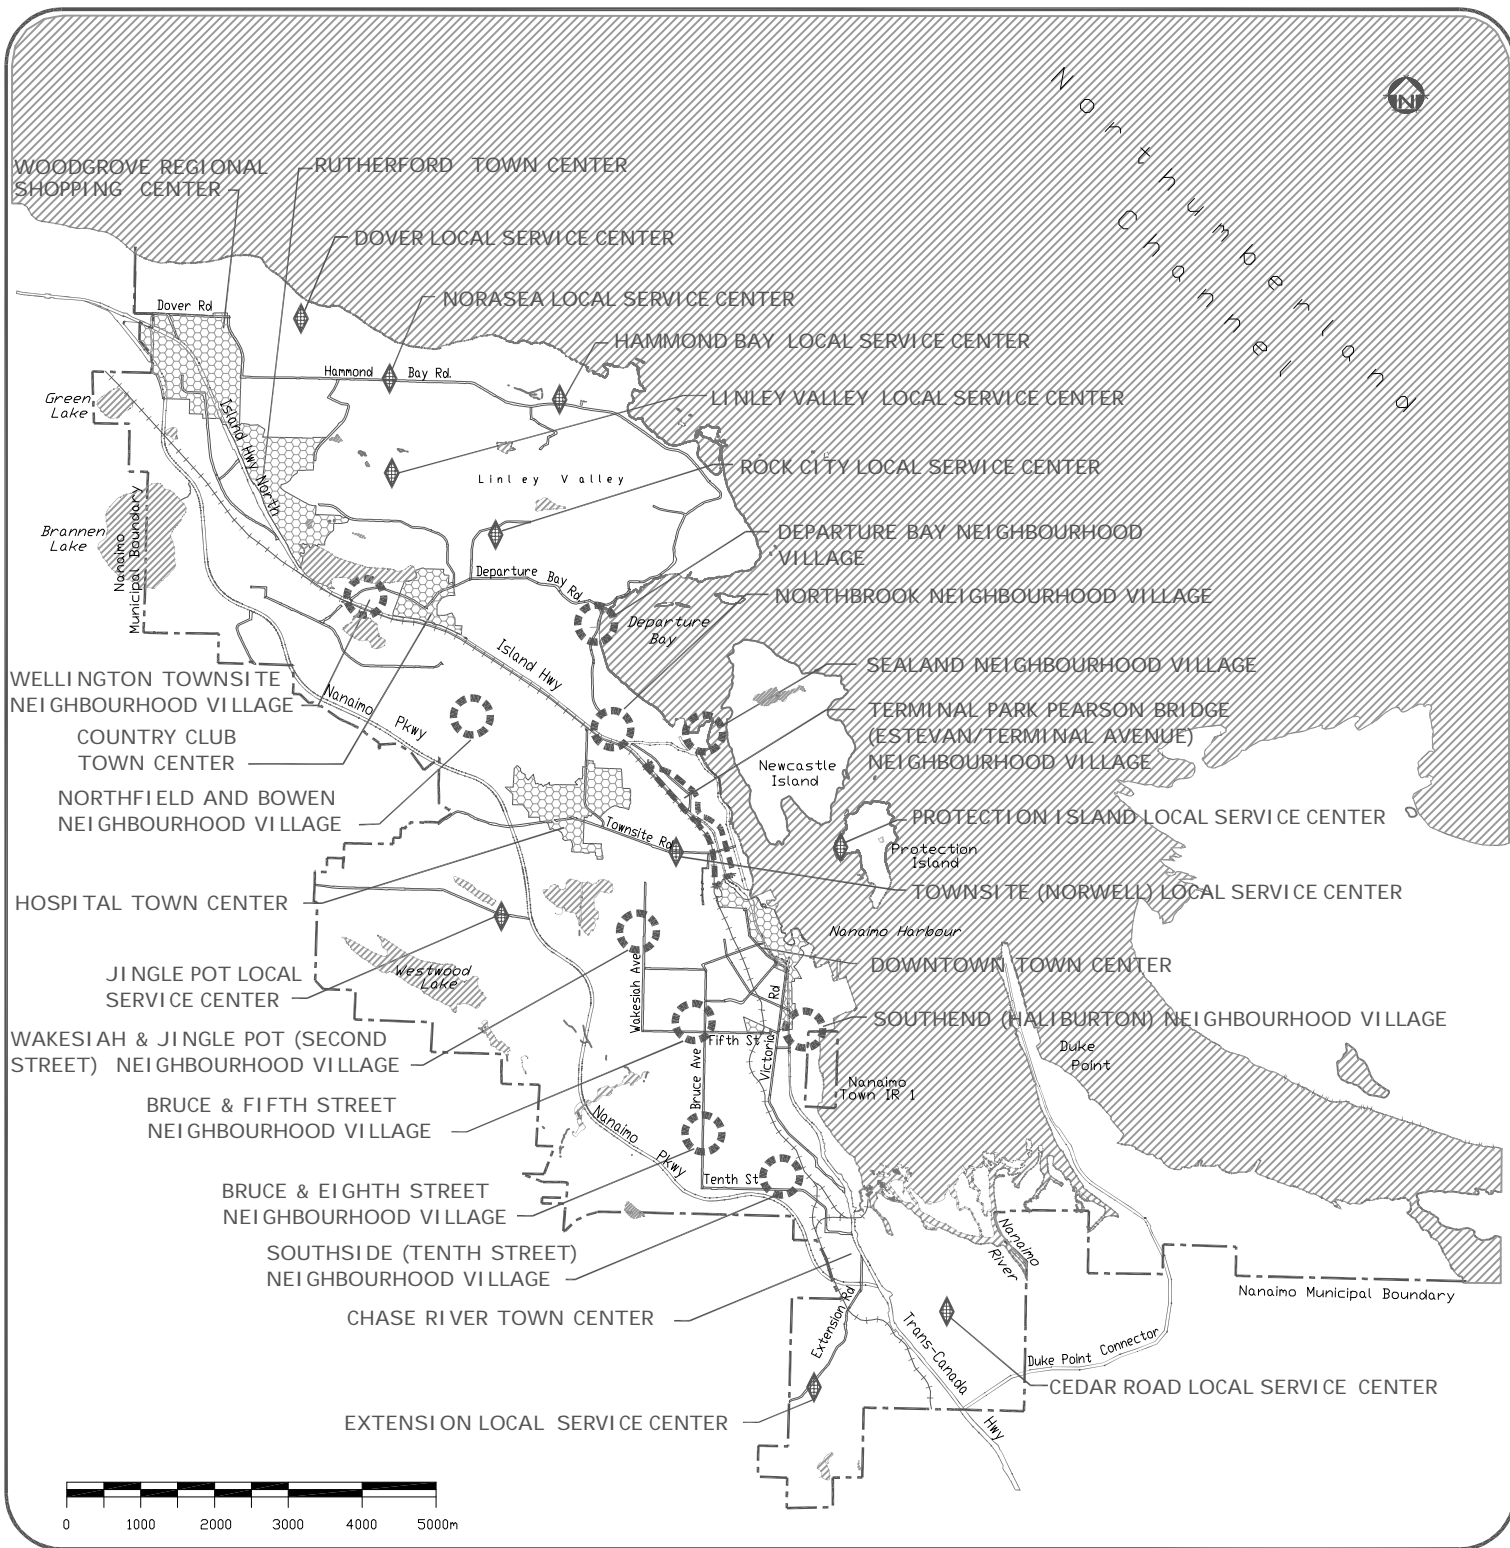 Northumberland
Channel
N
WOODGROVE REGIONAL
SHOPPING CENTER
RUTHERFORD TOWN CENTER
DOVER LOCAL SERVICE CENTER
NORASEA LOCAL SERVICE CENTER
Dover Rd
HAMMOND BAY LOCAL SERVICE CENTER
Hammond Bay Rd.
Green
Lake
LINLEY VALLEY LOCAL SERVICE CENTER
Island Hwy North
ROCK CITY LOCAL SERVICE CENTER
Linley Valley
Brannen
Lake
Nanaimo
Municipal Boundary
DEPARTURE BAY NEIGHBOURHOOD
VILLAGE
Departure Bay Rd
NORTHBROOK NEIGHBOURHOOD VILLAGE
Departure
Bay
Island Hwy
SEALAND NEIGHBOURHOOD VILLAGE
WELLINGTON TOWNSITE
NEIGHBOURHOOD VILLAGE
Nanaimo Pkwy
TERMINAL PARK PEARSON BRIDGE
(ESTEVAN/TERMINAL AVENUE)
NEIGHBOURHOOD VILLAGE
COUNTRY CLUB
TOWN CENTER
Newcastle
Island
NORTHFIELD AND BOWEN
NEIGHBOURHOOD VILLAGE
PROTECTION ISLAND LOCAL SERVICE CENTER
Townsite Rd
Protection
Island
TOWNSITE (NORWELL) LOCAL SERVICE CENTER
HOSPITAL TOWN CENTER
Nanaimo Harbour
JINGLE POT LOCAL
SERVICE CENTER
Westwood
Lake
DOWNTOWN TOWN CENTER
Wakesiah Ave
Victoria Rd
SOUTHEND (HALIBURTON) NEIGHBOURHOOD VILLAGE
WAKESIAH & JINGLE POT (SECOND
STREET) NEIGHBOURHOOD VILLAGE
Fifth St
Duke
Point
Bruce Ave
Nanaimo
Town IR 1
BRUCE & FIFTH STREET
NEIGHBOURHOOD VILLAGE
Nanaimo Pkwy
Tenth St
BRUCE & EIGHTH STREET
NEIGHBOURHOOD VILLAGE
Nanaimo
River
SOUTHSIDE (TENTH STREET)
NEIGHBOURHOOD VILLAGE
Nanaimo Municipal Boundary
CHASE RIVER TOWN CENTER
Extension Rd
Trans-Canada Hwy
Duke Point Connector
CEDAR ROAD LOCAL SERVICE CENTER
EXTENSION LOCAL SERVICE CENTER
0 1000 2000 3000 4000 5000m